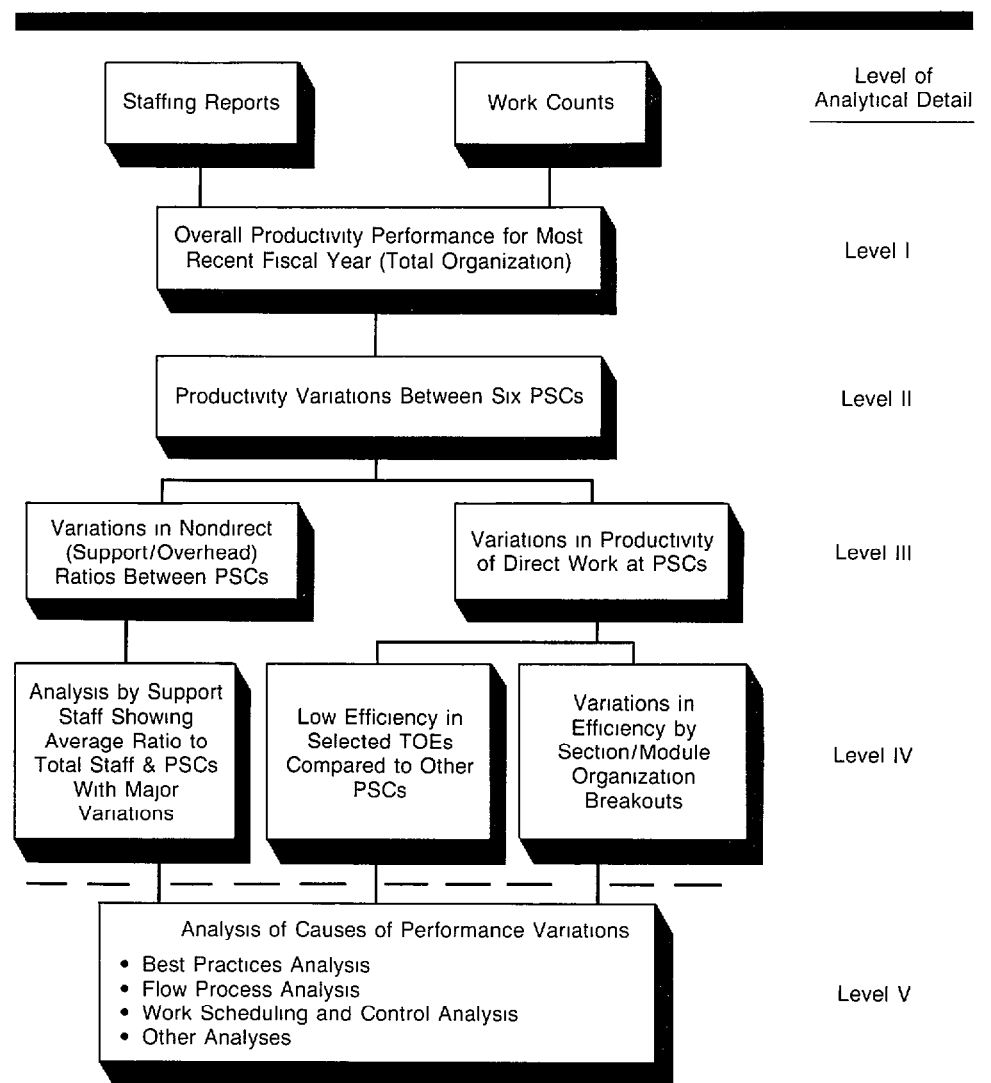 Staffing Reports
Work Counts
Level of
Analytical Detail
Overall Productivity Performance for Most
Recent Fiscal Year (Total Organization)
Level I
Productivity Variations Between Six PSCs
Level II
Variations in Nondirect
(Support/Overhead)
Ratios Between PSCs
Variations in Productivity
of Direct Work at PSCs
Level III
Analysis by Support
Staff Showing
Average Ratio to
Total Staff & PSCs
With Major
Variations
Low Efficiency in
Selected TOEs
Compared to Other
PSCs
Variations in
Efficiency by
Section/Module
Organization
Breakouts
Level IV
Analysis of Causes of Performance Variations
• Best Practices Analysis
• Flow Process Analysis
• Work Scheduling and Control Analysis
• Other Analyses
Level V